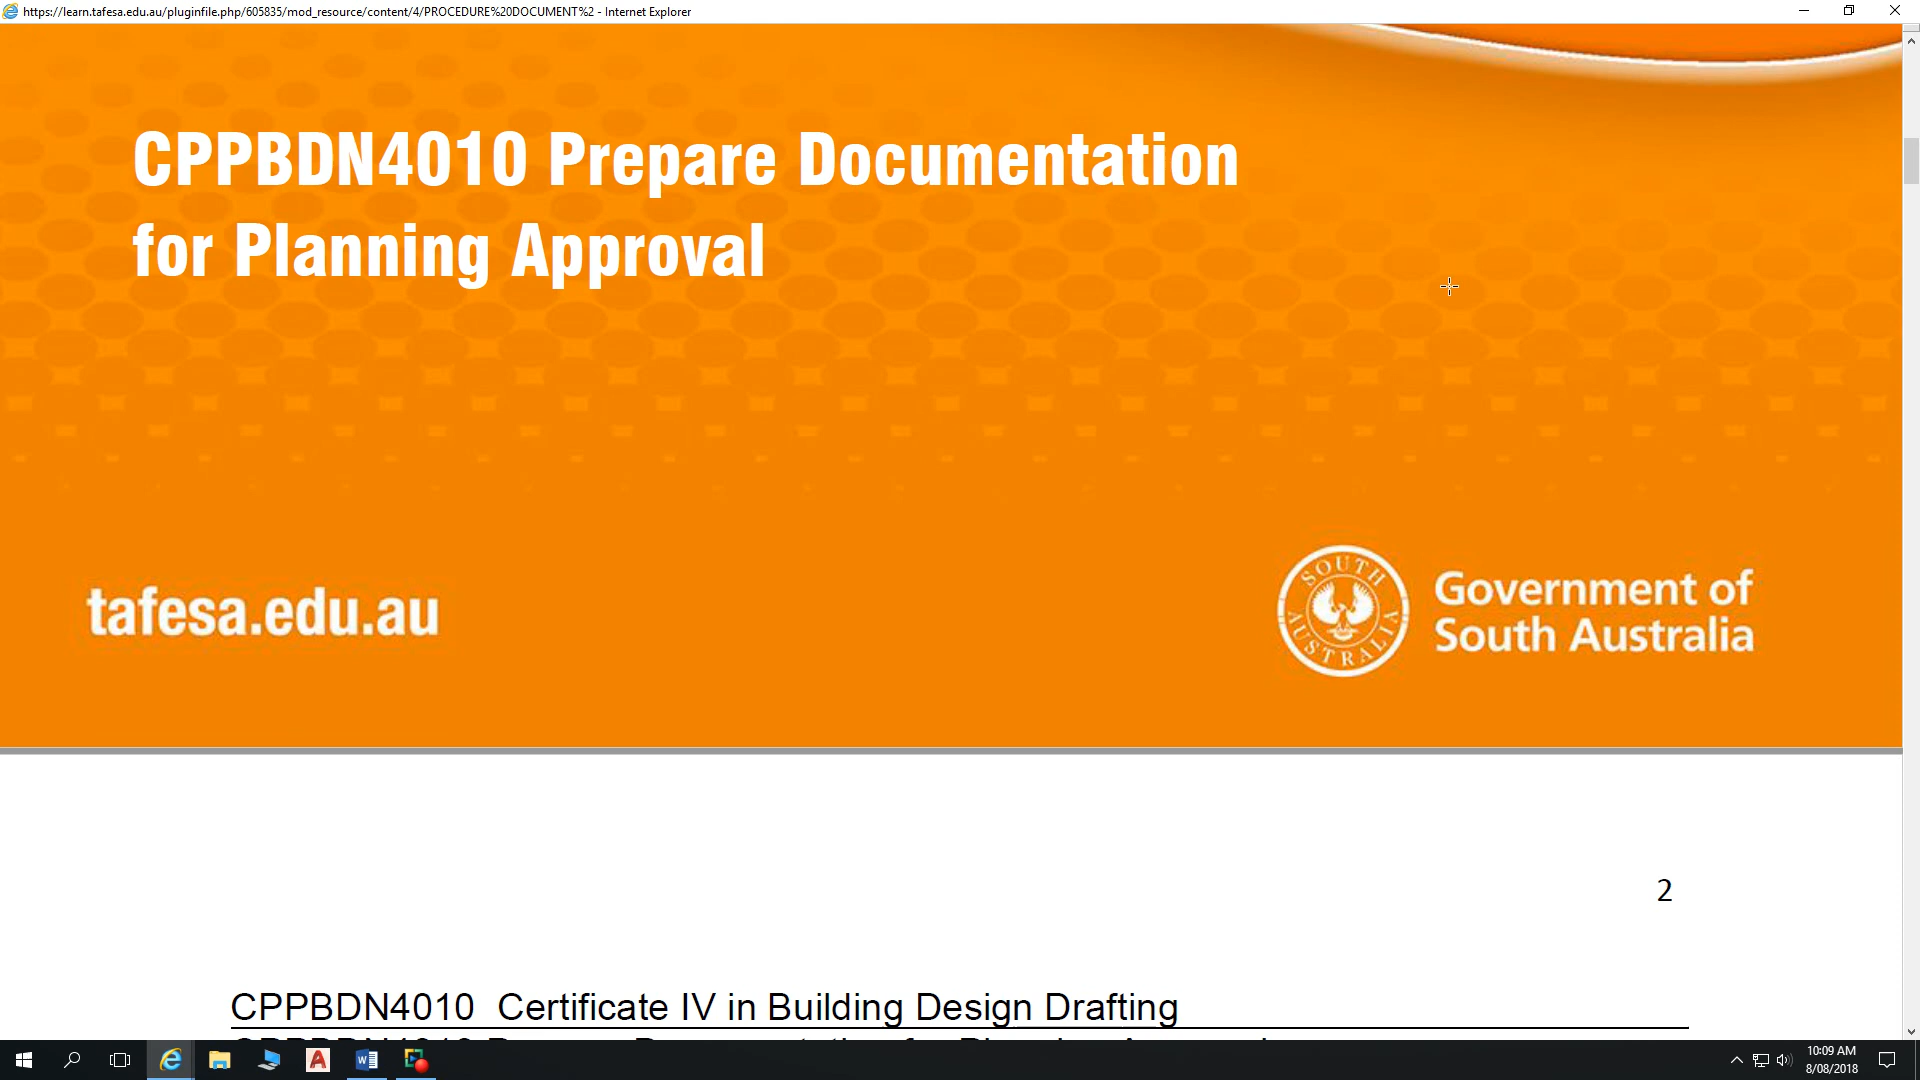 https://learn.tafesa.edu.au/pluginfile.php/605835/mod_resource/content/4/PROCEDURE%20DOCUMENT%2 - Internet Explorer
CPPBDN4010 Prepare Documentation
for Planning Approval
tafesa.edu.au
SOUTH AUSTRALIA
Government of
South Australia
2
CPPBDN4010 Certificate IV in Building Design Drafting
10:09 AM
8/08/2018